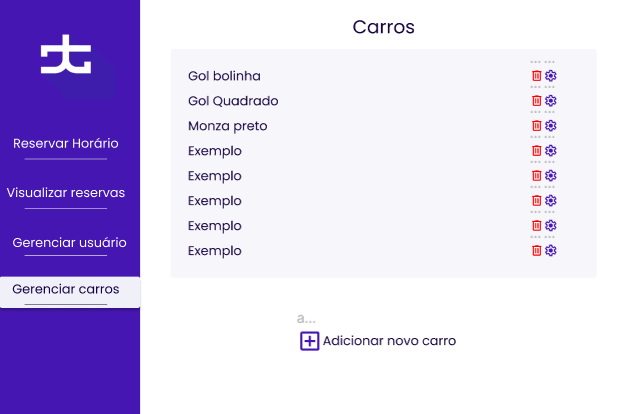 Carros
Gol bolinha
Gol Quadrado
Monza preto
Exemplo
Exemplo
Exemplo
Exemplo
Exemplo
Reservar Horário
Visualizar reservas
Gerenciar usuário
Gerenciar carros
a...
Adicionar novo carro